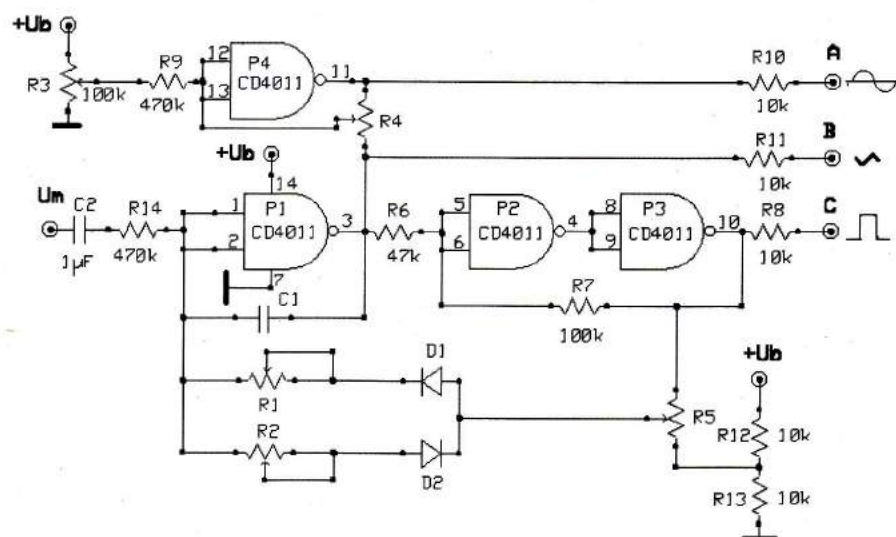 +Ub
R3
100k
R9
470k
12
13
P4
CD4011
11
R4
R10
10k
A
R11
10k
B
Um
C2
1µF
R14
470k
+Ub
14
1
2
P1
CD4011
3
7
C1
R6
47k
5
6
P2
CD4011
4
8
9
P3
CD4011
10
R8
10k
C
R7
100k
R1
D1
R2
D2
R5
+Ub
R12
10k
R13
10k